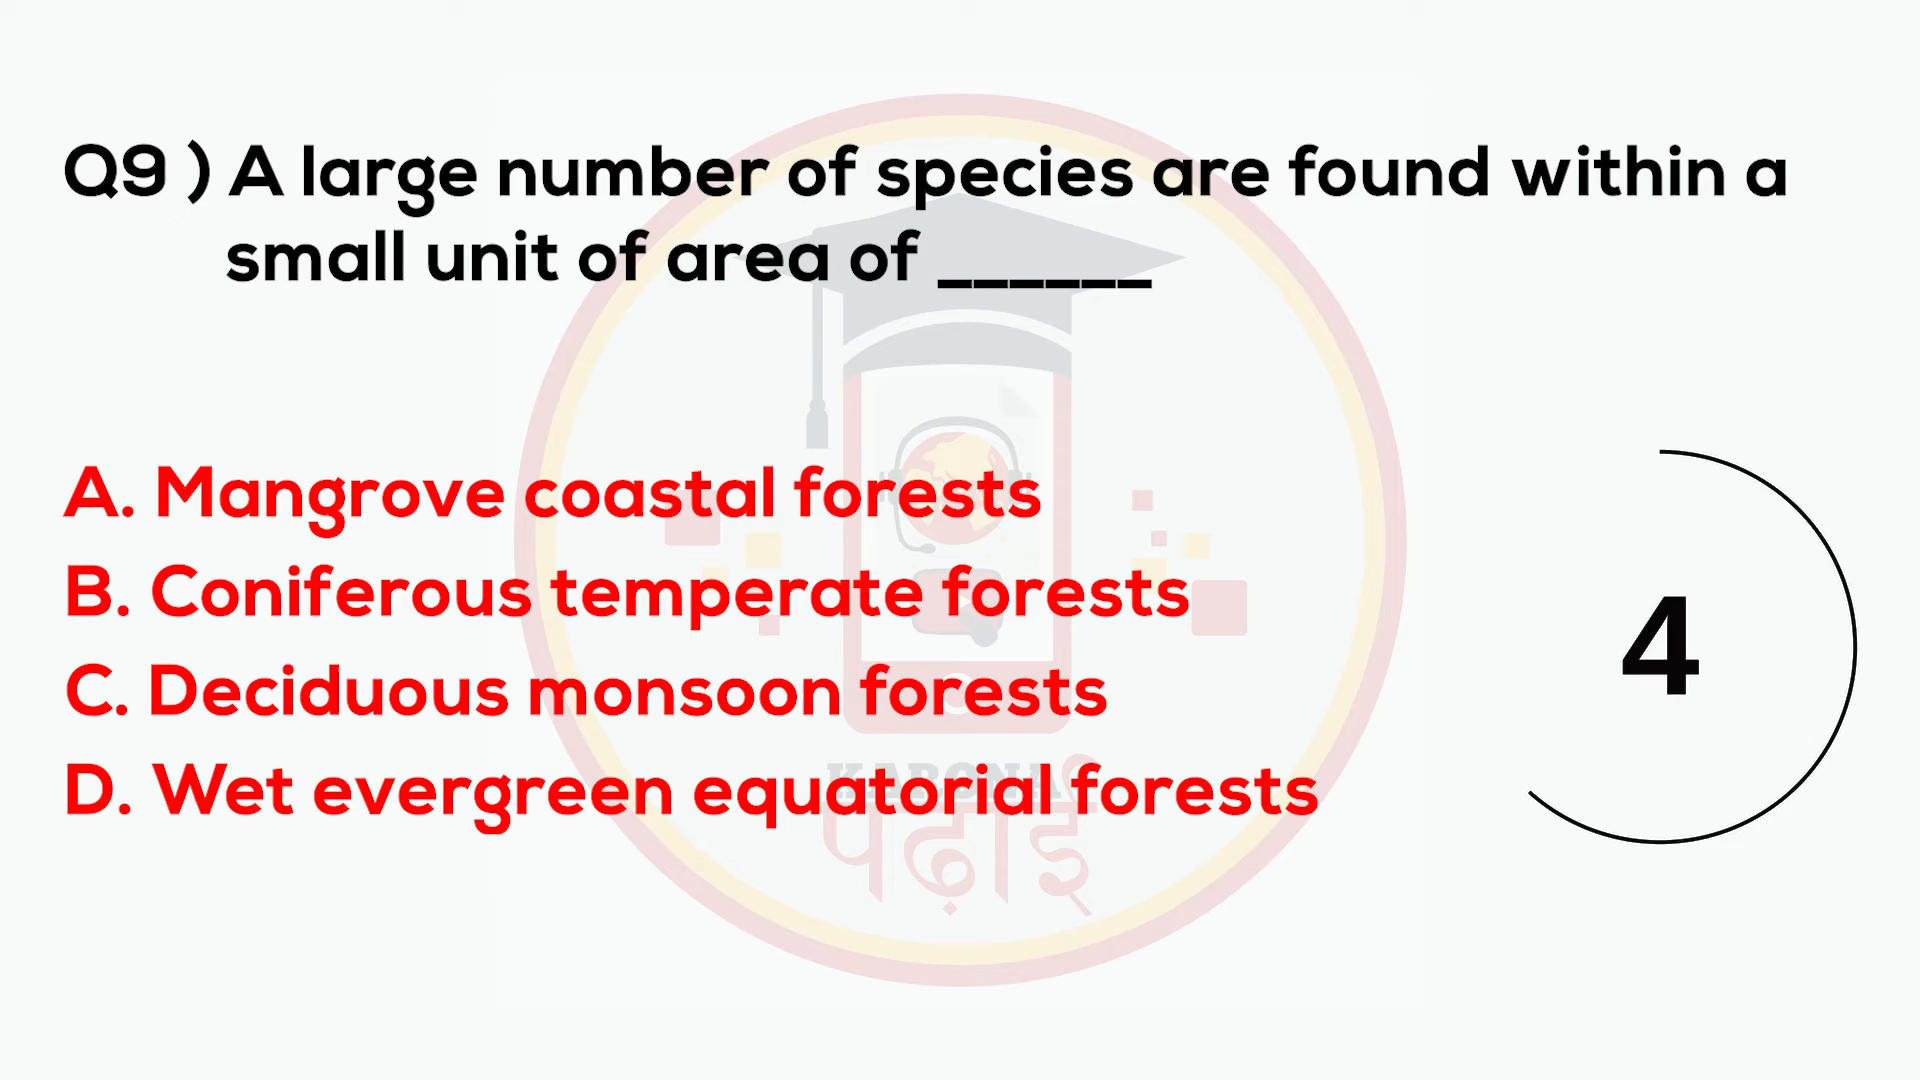 Q9 ) A large number of species are found within a
small unit of area of ______
A. Mangrove coastal forests
B. Coniferous temperate forests
4
C. Deciduous monsoon forests
D. Wet evergreen equatorial forests
KARONA
पढ़ाई